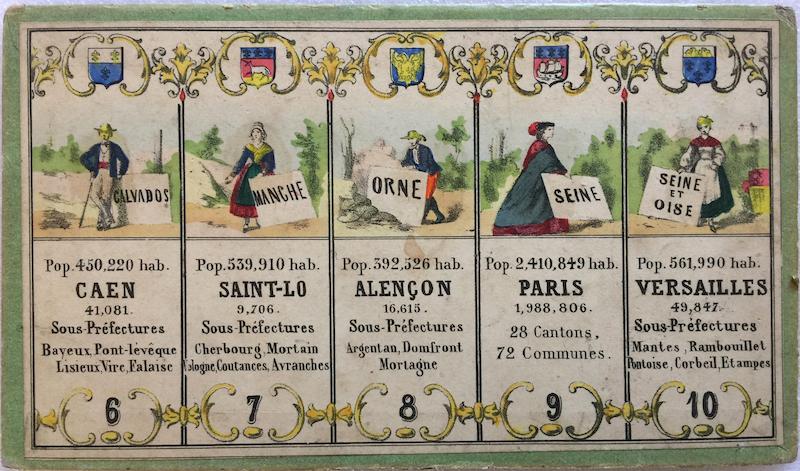 CALVADOS
Pop. 450,220 hab.
CAEN
41,081.
Sous-Préfectures
Bayeux, Pont-lévêque
Lisieux, Vire, Falaise
6
MANCHE
Pop. 539,910 hab.
SAINT-LO
9,706.
Sous-Préfectures
Cherbourg, Mortain
Valogne, Coutances, Avranches
7
ORNE
Pop. 392,526 hab.
ALENÇON
16,615.
Sous-Préfectures
Argentan, Domfront
Mortagne
8
SEINE
Pop. 2,410,849 hab.
PARIS
1,988,806.
28 Cantons,
72 Communes.
9
SEINE
ET
OISE
Pop. 561,990 hab.
VERSAILLES
49,847.
Sous-Préfectures
Mantes, Rambouillet
Pontoise, Corbeil, Etampes
10